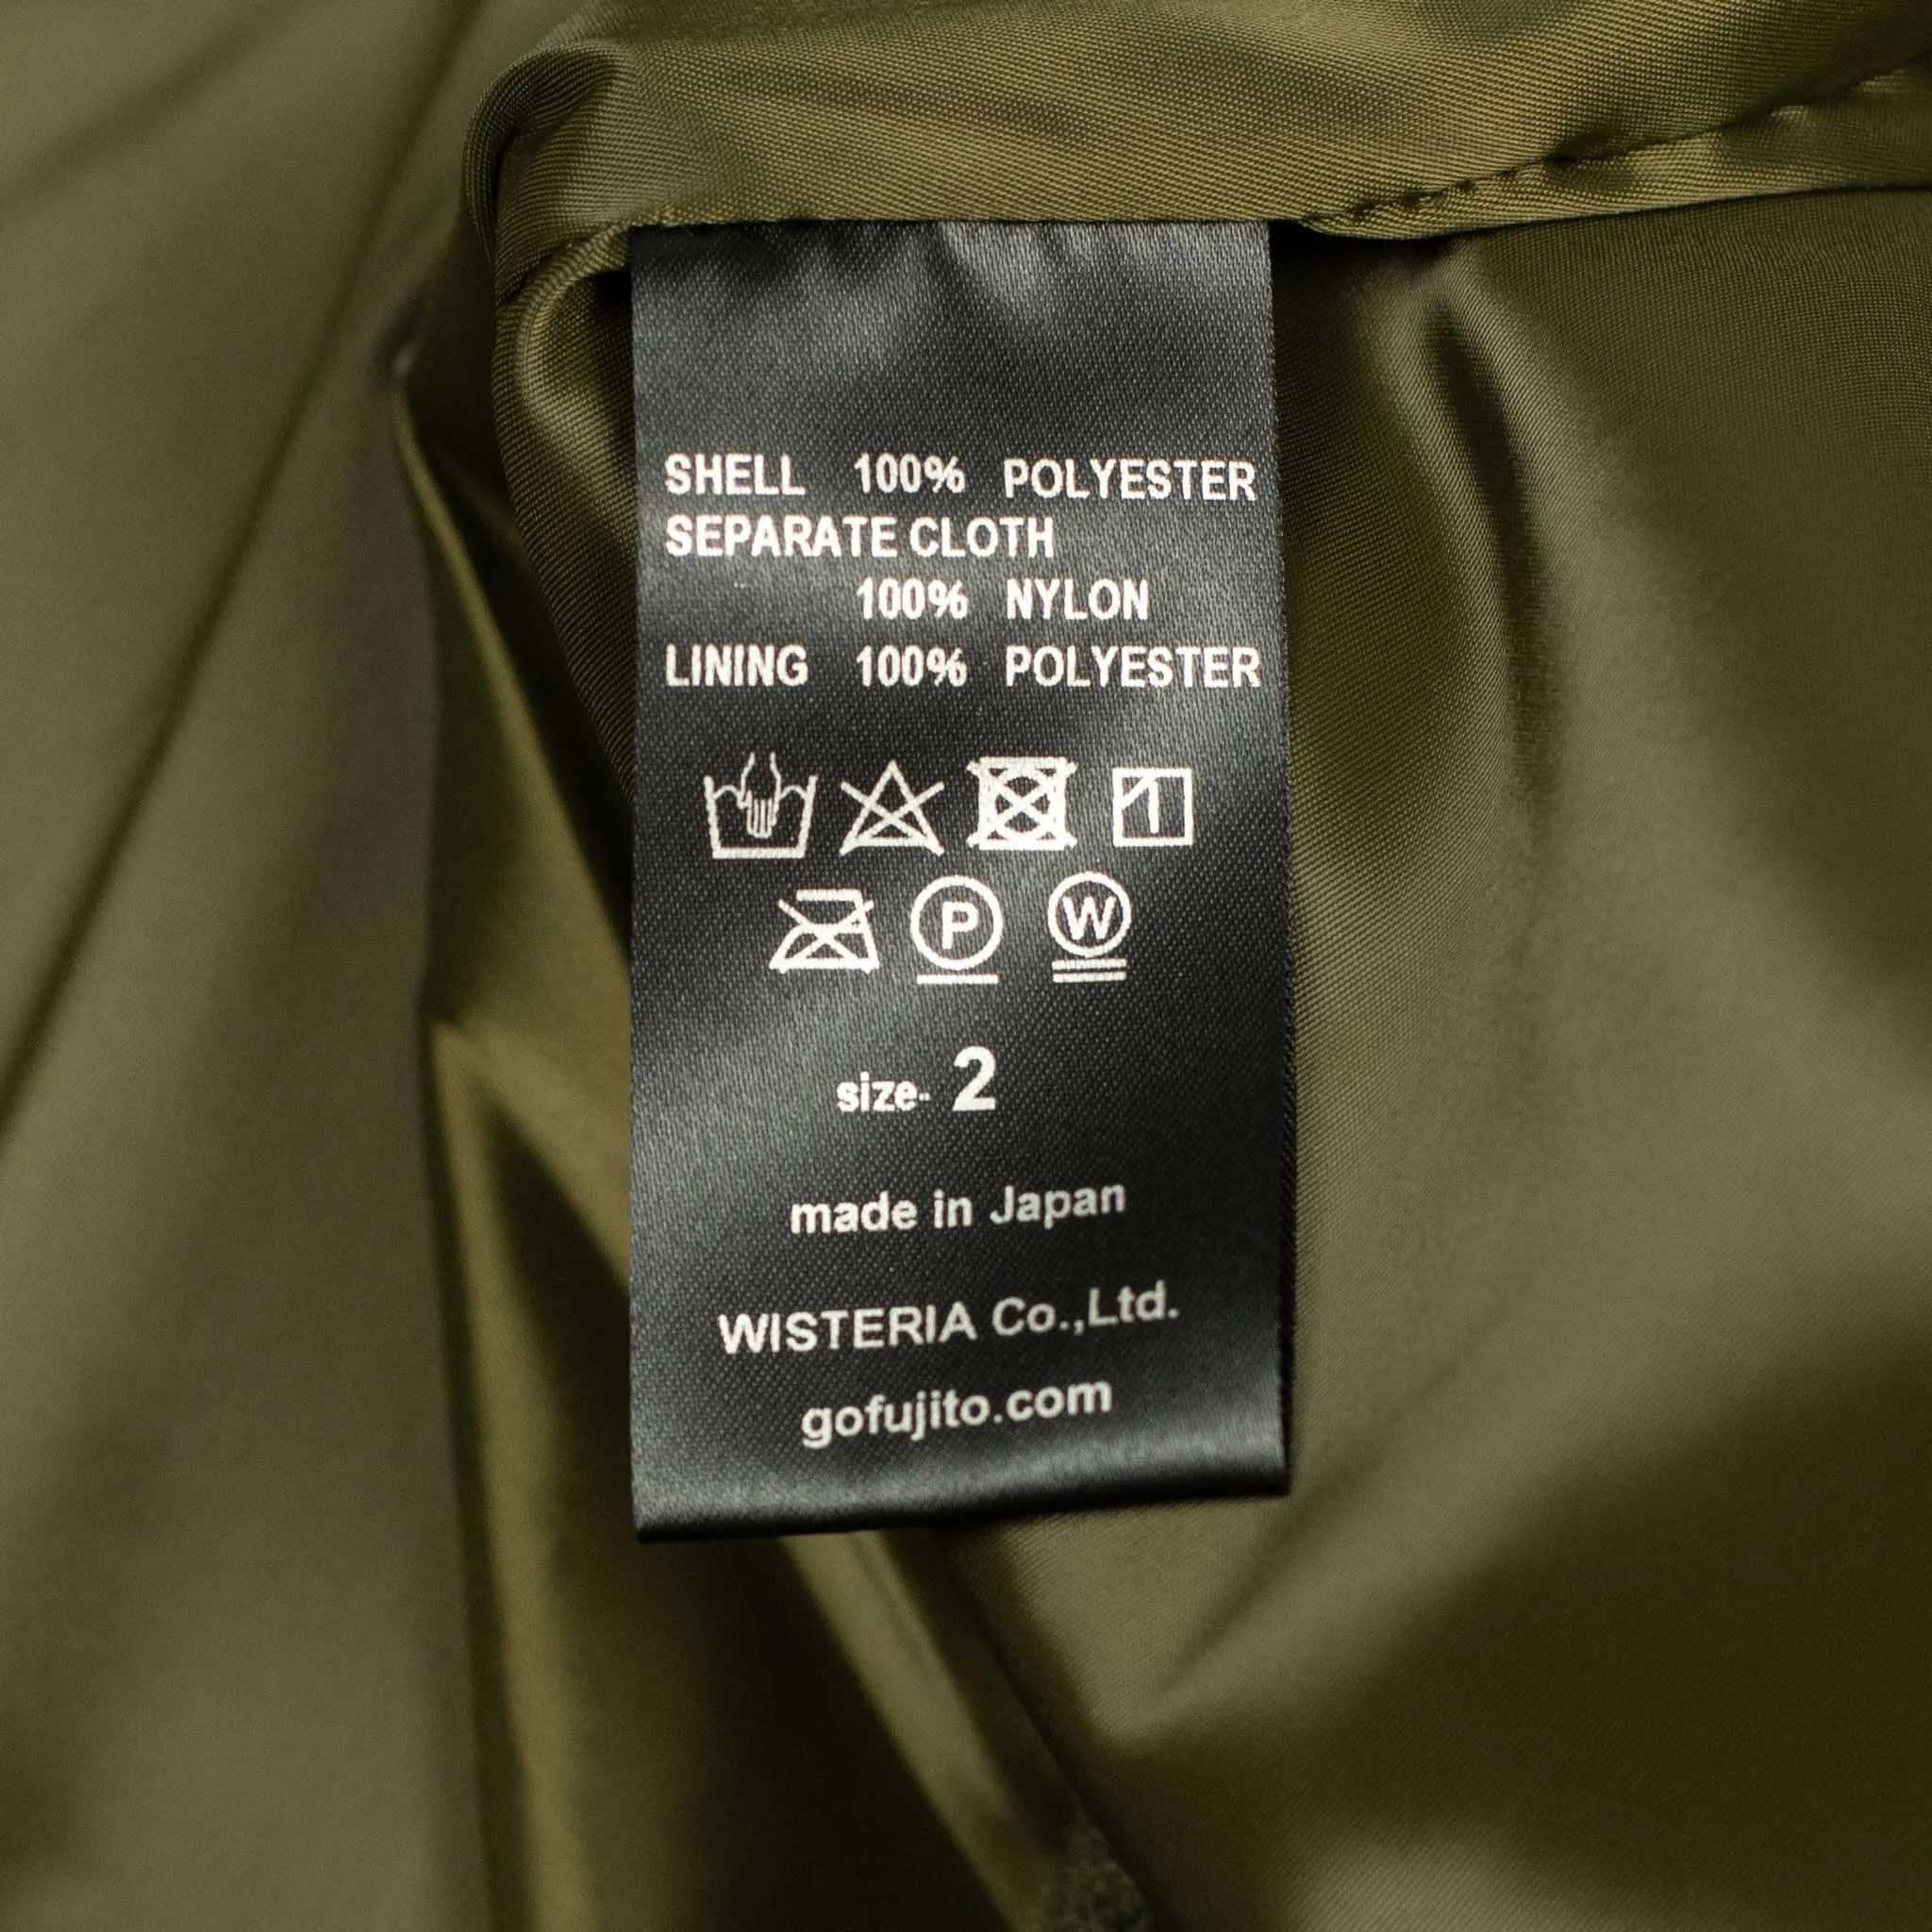 SHELL 100% POLYESTER
SEPARATE CLOTH
100% NYLON
LINING 100% POLYESTER
P W
size- 2
made in Japan
WISTERIA Co.,Ltd.
gofujito.com